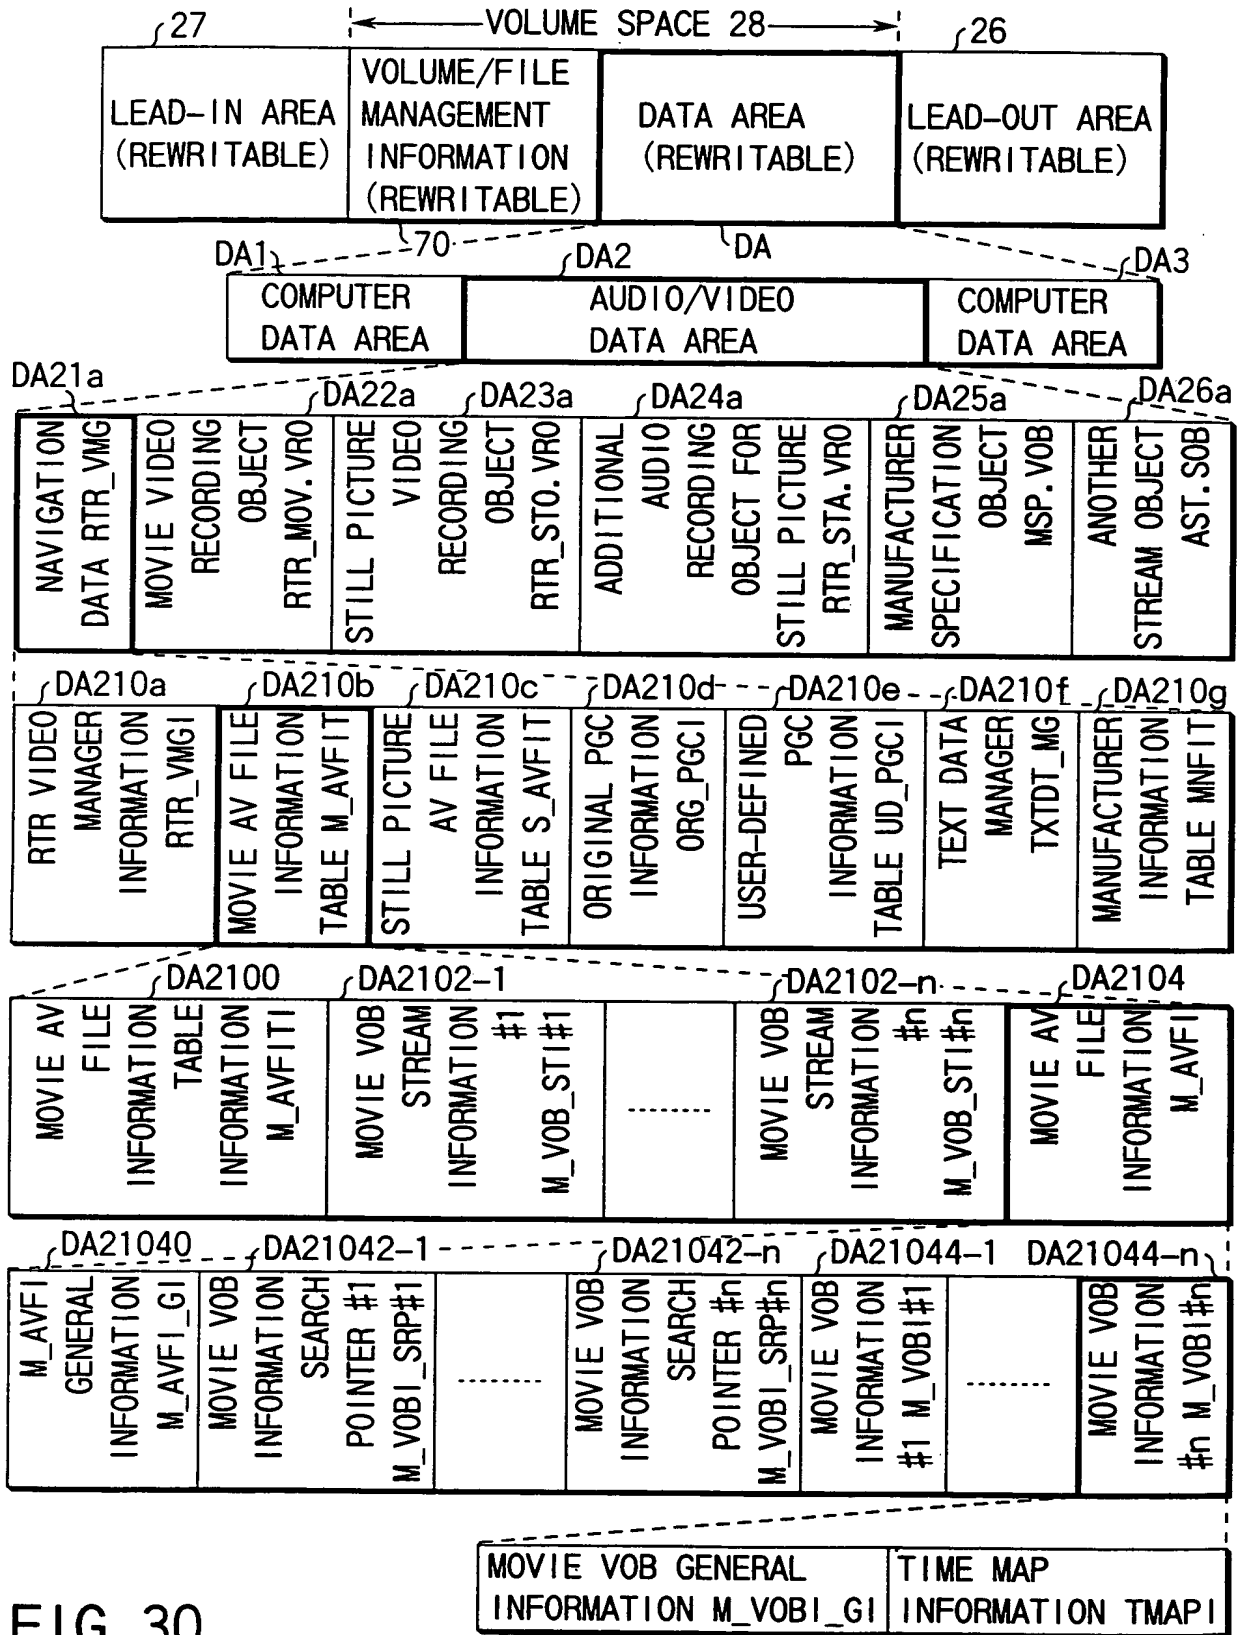 VOLUME SPACE 28
27
26
LEAD-IN AREA
(REWRITABLE)
VOLUME/FILE
MANAGEMENT
INFORMATION
(REWRITABLE)
DATA AREA
(REWRITABLE)
LEAD-OUT AREA
(REWRITABLE)
70
DA
DA1
DA2
DA3
COMPUTER
DATA AREA
AUDIO/VIDEO
DATA AREA
COMPUTER
DATA AREA
DA21a
DA22a
DA23a
DA24a
DA25a
DA26a
NAVIGATION
DATA RTR_VMG
MOVIE VIDEO
RECORDING
OBJECT
RTR_MOV.VRO
STILL PICTURE
VIDEO
RECORDING
OBJECT
RTR_STO.VRO
ADDITIONAL
AUDIO
RECORDING
OBJECT FOR
STILL PICTURE
RTR_STA.VRO
MANUFACTURER
SPECIFICATION
OBJECT
MSP.VOB
ANOTHER
STREAM OBJECT
AST.SOB
DA210a
DA210b
DA210c
DA210d
DA210e
DA210f
DA210g
RTR VIDEO
MANAGER
INFORMATION
RTR_VMGI
MOVIE AV FILE
INFORMATION
TABLE M_AVFIT
STILL PICTURE
AV FILE
INFORMATION
TABLE S_AVFIT
ORIGINAL PGC
INFORMATION
ORG_PGCI
USER-DEFINED
PGC
INFORMATION
TABLE UD_PGCI
TEXT DATA
MANAGER
TXTDT_MG
MANUFACTURER
INFORMATION
TABLE MNFIT
DA2100
DA2102-1
DA2102-n
DA2104
MOVIE AV
FILE
INFORMATION
TABLE
INFORMATION
M_AVFITI
MOVIE VOB
STREAM
INFORMATION
#1
M_VOB_STI#1
MOVIE VOB
STREAM
INFORMATION
#n
M_VOB_STI#n
MOVIE AV
FILE
INFORMATION
M_AVFI
DA21040
DA21042-1
DA21042-n
DA21044-1
DA21044-n
M_AVFI
GENERAL
INFORMATION
M_AVFI_GI
MOVIE VOB
INFORMATION
SEARCH
POINTER #1
M_VOBI_SRP#1
MOVIE VOB
INFORMATION
SEARCH
POINTER #n
M_VOBI_SRP#n
MOVIE VOB
INFORMATION
#1 M_VOBI#1
MOVIE VOB
INFORMATION
#n M_VOBI#n
MOVIE VOB GENERAL
INFORMATION M_VOBI_GI
TIME MAP
INFORMATION TMAPI
FIG. 30